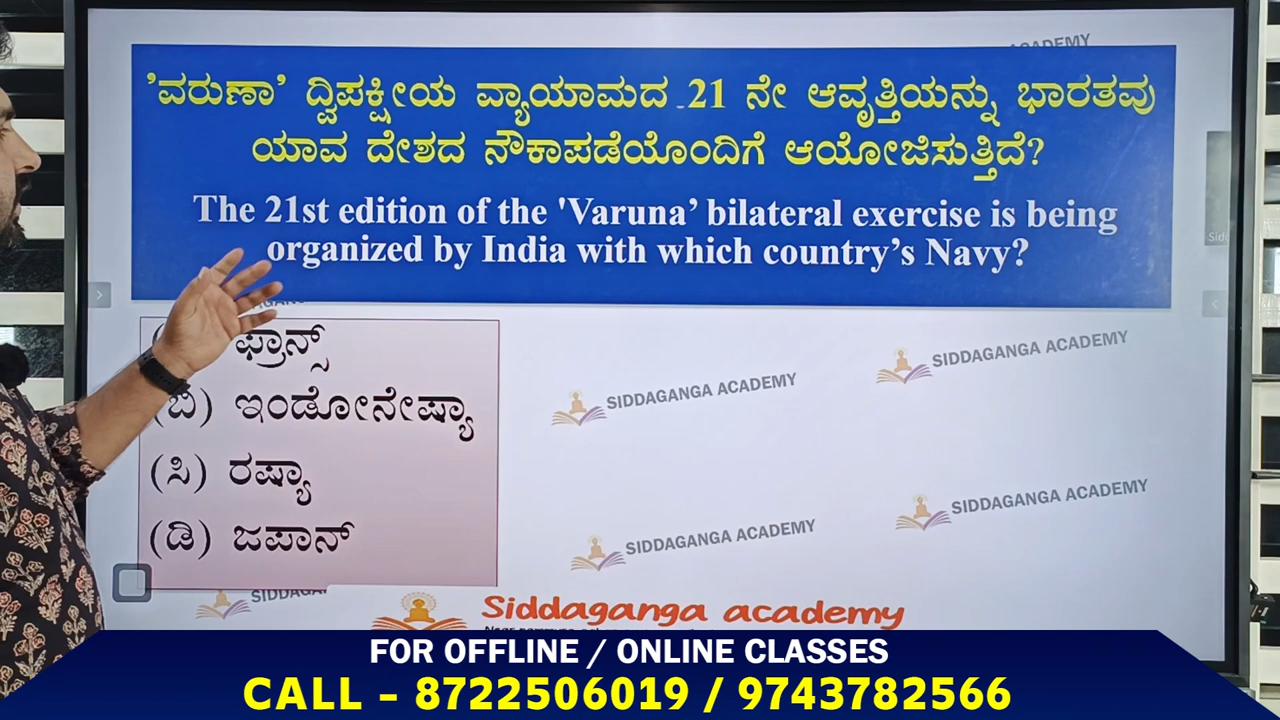 ACADEMY
'ವರುಣಾ' ದ್ವಿಪಕ್ಷೀಯ ವ್ಯಾಯಾಮದ 21 ನೇ ಆವೃತ್ತಿಯನ್ನು ಭಾರತವು
ಯಾವ ದೇಶದ ನೌಕಾಪಡೆಯೊಂದಿಗೆ ಆಯೋಜಿಸುತ್ತಿದೆ?
The 21st edition of the 'Varuna’ bilateral exercise is being
organized by India with which country’s Navy?
ಫ್ರಾನ್ಸ್
(ಬಿ) ಇಂಡೋನೇಷ್ಯಾ
(ಸಿ) ರಷ್ಯಾ
(ಡಿ) ಜಪಾನ್
SIDDAGANGA ACADEMY
SIDDAGANGA ACADEMY
SIDDAGANGA ACADEMY
SIDDAGANGA ACADEMY
Siddaganga academy
FOR OFFLINE / ONLINE CLASSES
CALL - 8722506019 / 9743782566